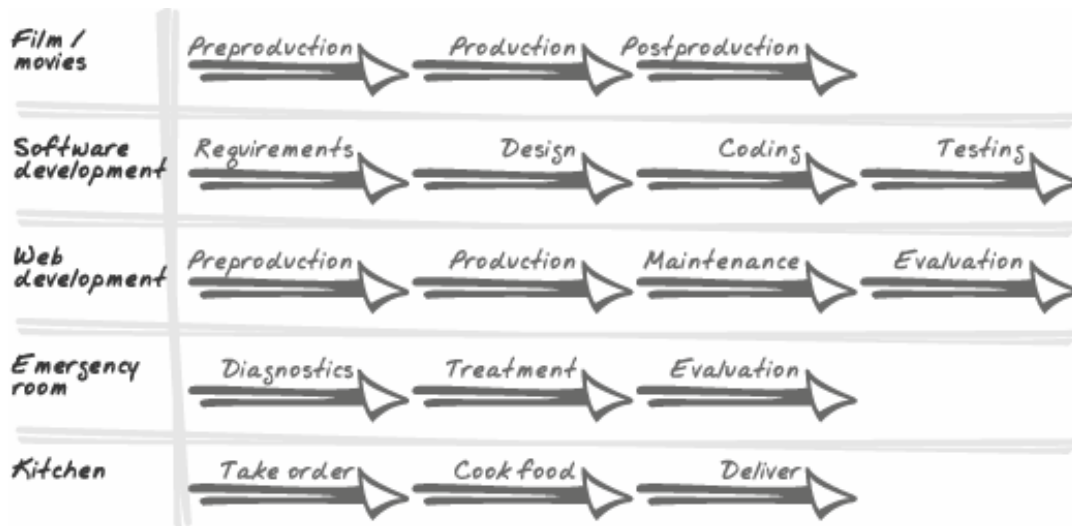 Film /
movies
Preproduction Production Postproduction
Software
development
Requirements Design Coding Testing
Web
development
Preproduction Production Maintenance Evaluation
Emergency
room
Diagnostics Treatment Evaluation
Kitchen
Take order Cook food Deliver